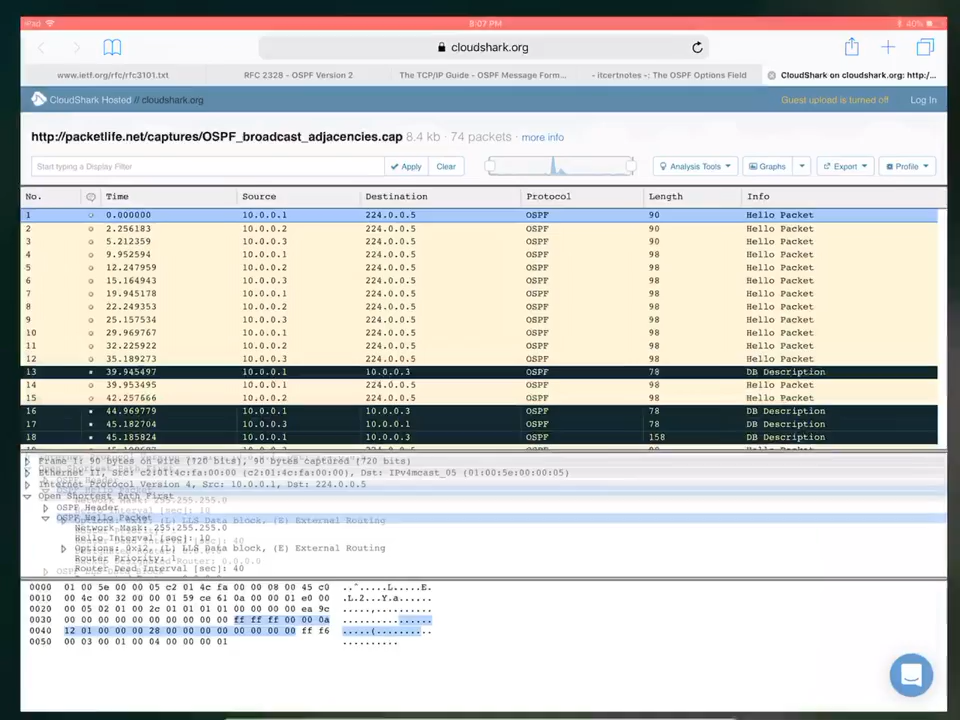 iPad 8:07 PM 40%
cloudshark.org
www.ietf.org/rfc/rfc3101.txt RFC 2328 - OSPF Version 2 The TCP/IP Guide - OSPF Message Form... - itcertnotes -: The OSPF Options Field CloudShark on cloudshark.org: http:/...
CloudShark Hosted // cloudshark.org Guest upload is turned off Log In
http://packetlife.net/captures/OSPF_broadcast_adjacencies.cap 8.4 kb · 74 packets · more info
Start typing a Display Filter Apply Clear Analysis Tools Graphs Export Profile
No. Time Source Destination Protocol Length Info
1 0.000000 10.0.0.1 224.0.0.5 OSPF 90 Hello Packet
2 2.256183 10.0.0.2 224.0.0.5 OSPF 90 Hello Packet
3 5.212359 10.0.0.3 224.0.0.5 OSPF 90 Hello Packet
4 9.952594 10.0.0.1 224.0.0.5 OSPF 98 Hello Packet
5 12.247959 10.0.0.2 224.0.0.5 OSPF 98 Hello Packet
6 15.164943 10.0.0.3 224.0.0.5 OSPF 98 Hello Packet
7 19.945178 10.0.0.1 224.0.0.5 OSPF 98 Hello Packet
8 22.249353 10.0.0.2 224.0.0.5 OSPF 98 Hello Packet
9 25.157534 10.0.0.3 224.0.0.5 OSPF 98 Hello Packet
10 29.969767 10.0.0.1 224.0.0.5 OSPF 98 Hello Packet
11 32.225922 10.0.0.2 224.0.0.5 OSPF 98 Hello Packet
12 35.189273 10.0.0.3 224.0.0.5 OSPF 98 Hello Packet
13 39.945497 10.0.0.1 10.0.0.3 OSPF 78 DB Description
14 39.953495 10.0.0.1 224.0.0.5 OSPF 98 Hello Packet
15 42.257666 10.0.0.2 224.0.0.5 OSPF 98 Hello Packet
16 44.969779 10.0.0.1 10.0.0.3 OSPF 78 DB Description
17 45.182704 10.0.0.3 10.0.0.1 OSPF 78 DB Description
18 45.185824 10.0.0.1 10.0.0.3 OSPF 158 DB Description
Frame 1: 90 bytes on wire (720 bits), 90 bytes captured (720 bits)
Ethernet II, Src: c2:01:4c:fa:00:00 (c2:01:4c:fa:00:00), Dst: IPv4mcast_05 (01:00:5e:00:00:05)
Internet Protocol Version 4, Src: 10.0.0.1, Dst: 224.0.0.5
Open Shortest Path First
OSPF Header
OSPF Hello Packet
Network Mask: 255.255.255.0
Hello Interval [sec]: 10
Options: 0x12, (L) LLS Data block, (E) External Routing
Router Priority: 1
Router Dead Interval [sec]: 40
0000 01 00 5e 00 00 05 c2 01 4c fa 00 00 08 00 45 c0 ..^.....L.....E.
0010 00 4c 00 32 00 00 01 59 ce 61 0a 00 00 01 e0 00 .L.2...Y.a......
0020 00 05 02 01 00 2c 01 01 01 01 00 00 00 00 ea 9c .....,..........
0030 00 00 00 00 00 00 00 00 00 00 ff ff ff 00 00 0a ................
0040 12 01 00 00 00 28 00 00 00 00 00 00 00 00 ff f6 .....(..........
0050 00 03 00 01 00 04 00 00 00 01 ..........